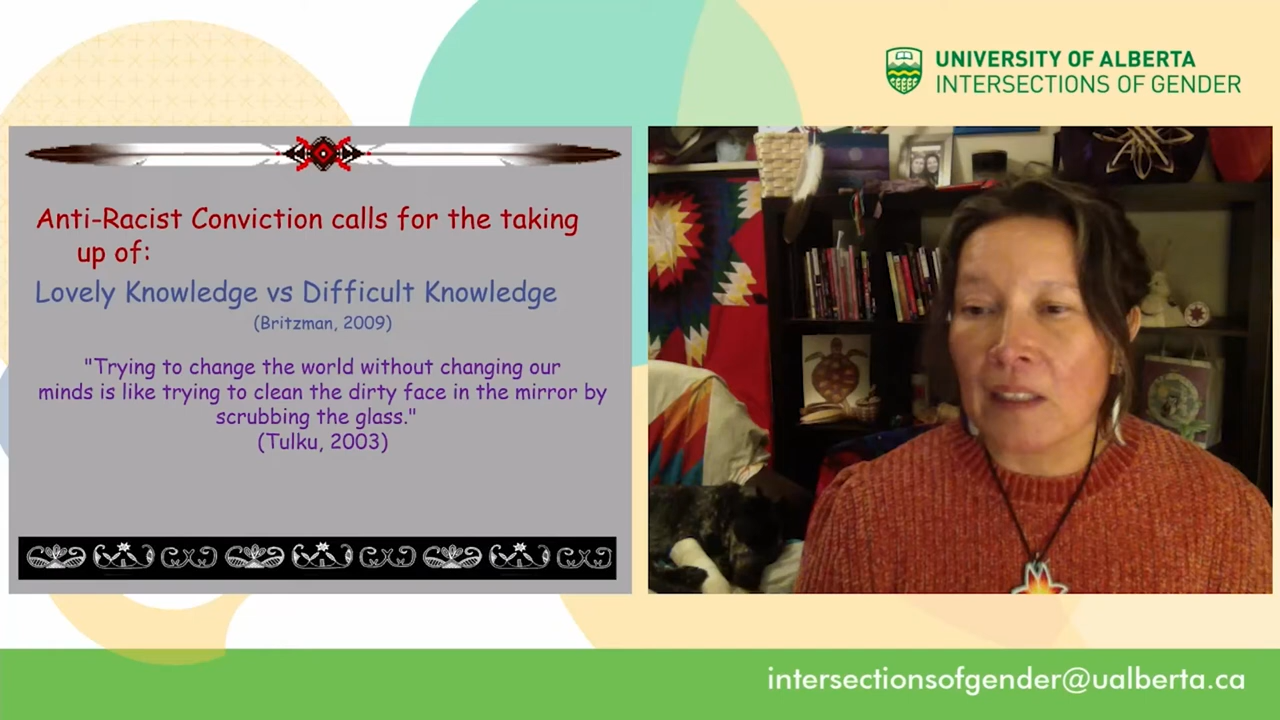 UNIVERSITY OF ALBERTA
INTERSECTIONS OF GENDER
Anti-Racist Conviction calls for the taking
up of:
Lovely Knowledge vs Difficult Knowledge
(Britzman, 2009)
"Trying to change the world without changing our
minds is like trying to clean the dirty face in the mirror by
scrubbing the glass."
(Tulku, 2003)
intersectionsofgender@ualberta.ca